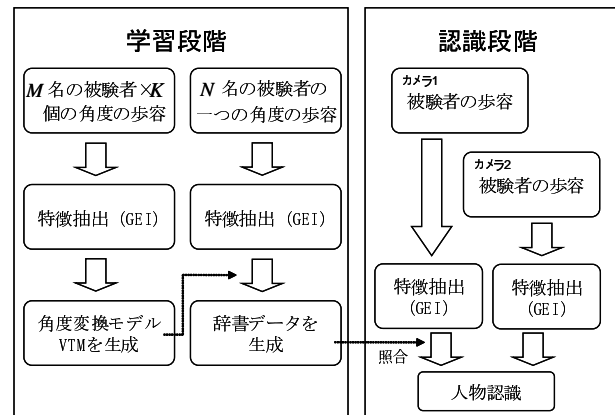 学習段階
M 名の被験者×K
個の角度の歩容
N 名の被験者の
一つの角度の歩容
特徴抽出 (GEI)
特徴抽出 (GEI)
角度変換モデル
VTMを生成
辞書データを
生成
認識段階
カメラ1
被験者の歩容
カメラ2
被験者の歩容
特徴抽出
(GEI)
特徴抽出
(GEI)
照合
人物認識